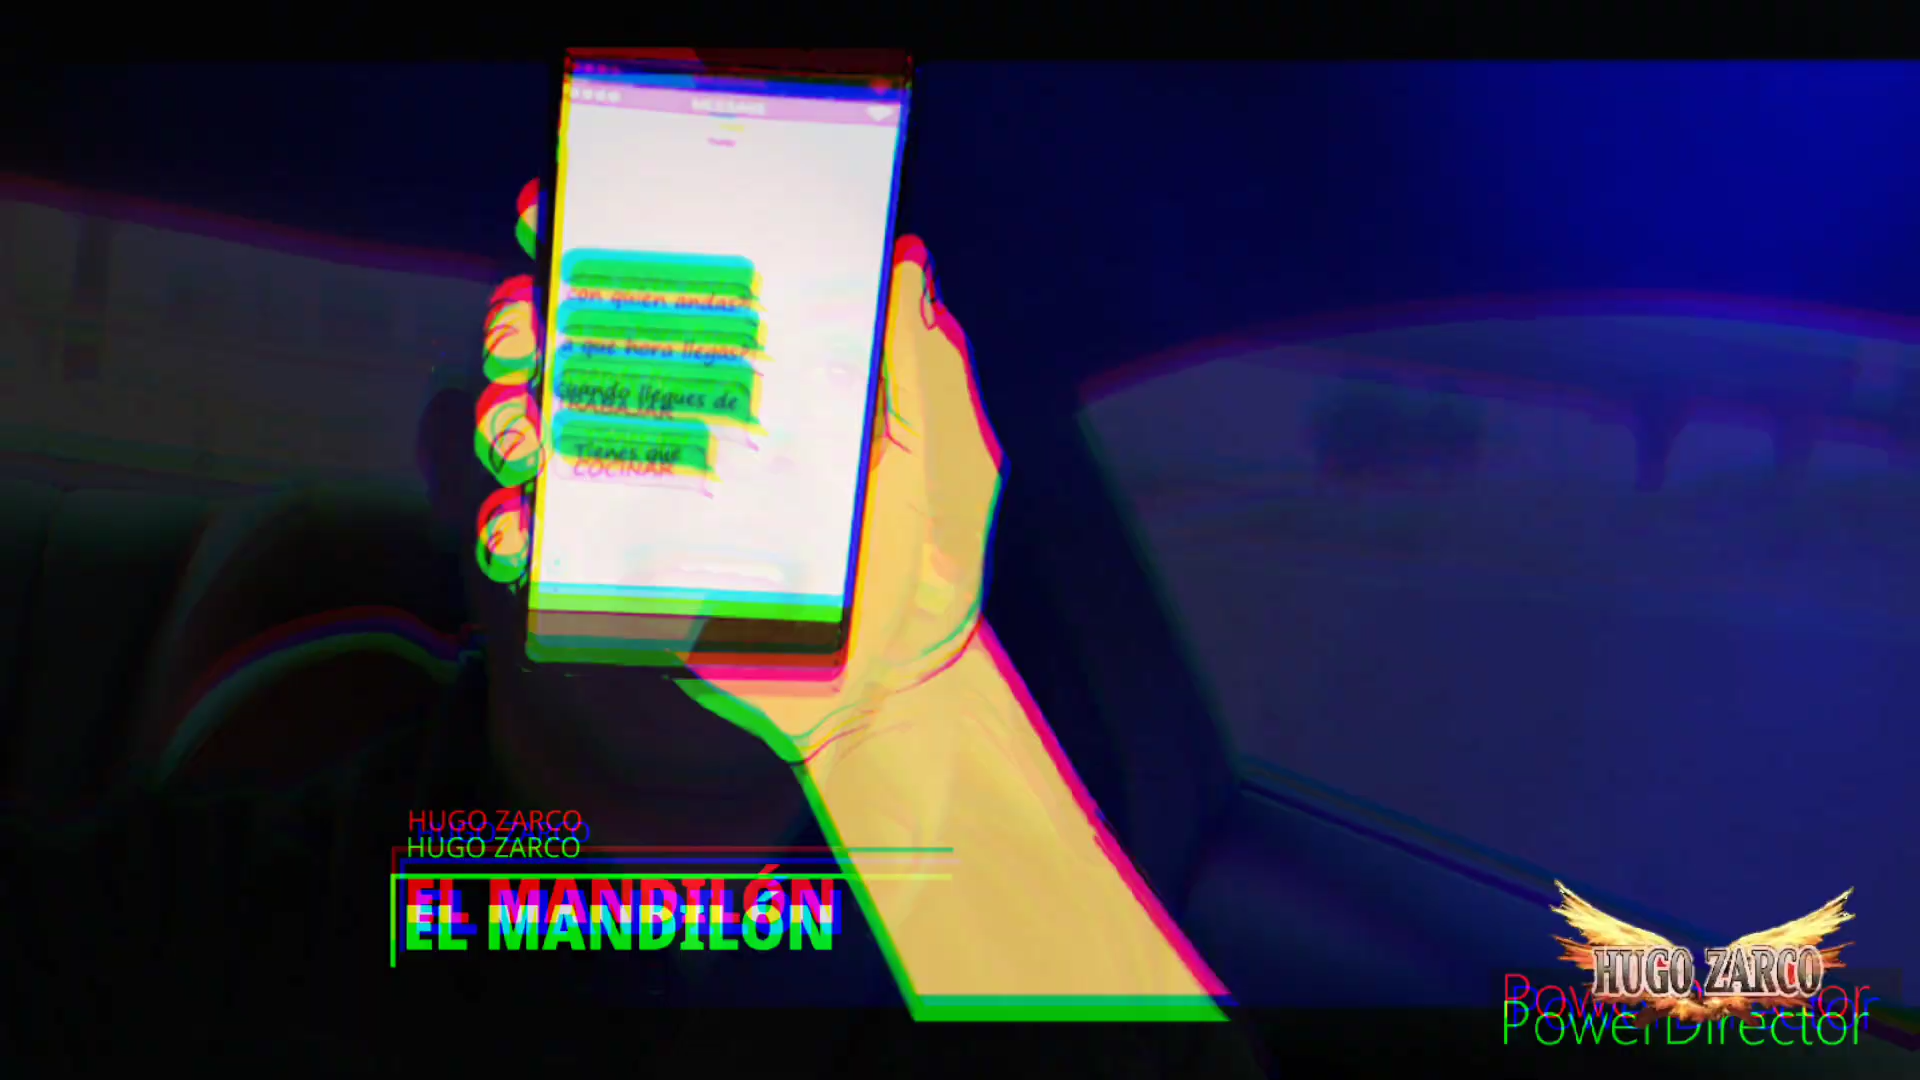 MESSAGE
con quién andas?
a que hora llegas?
cuando llegues de
TRABAJAR
Tienes que
COCINAR
HUGO ZARCO
EL MANDILÓN
HUGO ZARCO
PowerDirector